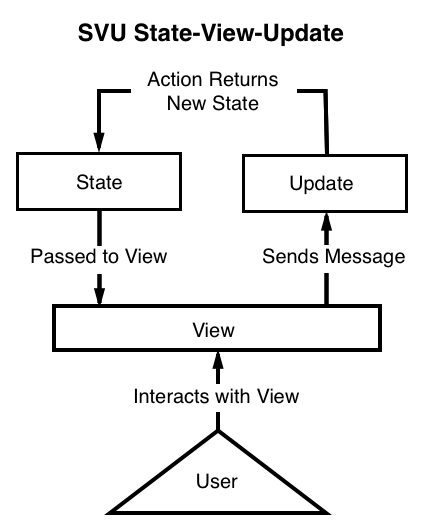 SVU State-View-Update
Action Returns
New State
State
Update
Passed to View
Sends Message
View
Interacts with View
User